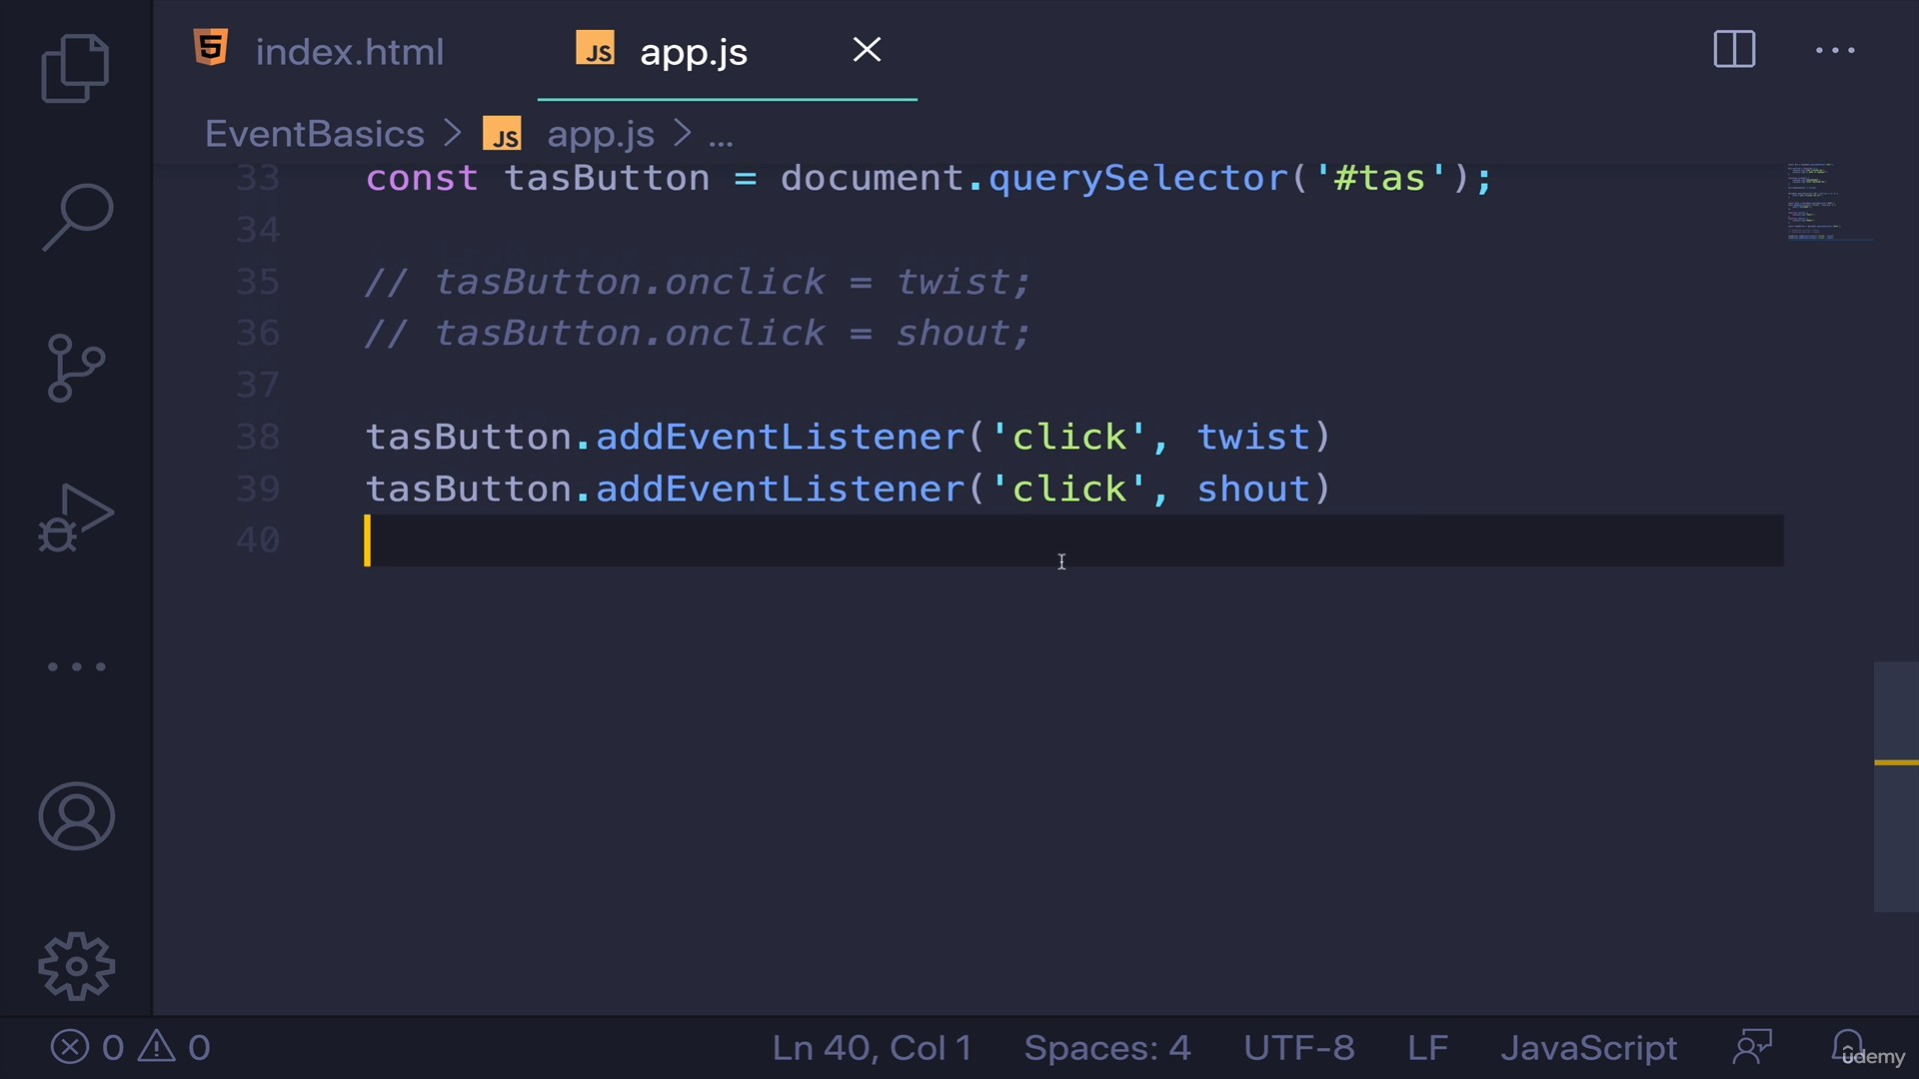 index.html
JS app.js
EventBasics > JS app.js > ...
33 const tasButton = document.querySelector('#tas');
34
35 // tasButton.onclick = twist;
36 // tasButton.onclick = shout;
37
38 tasButton.addEventListener('click', twist)
39 tasButton.addEventListener('click', shout)
40
0 0 Ln 40, Col 1 Spaces: 4 UTF-8 LF JavaScript
udemy